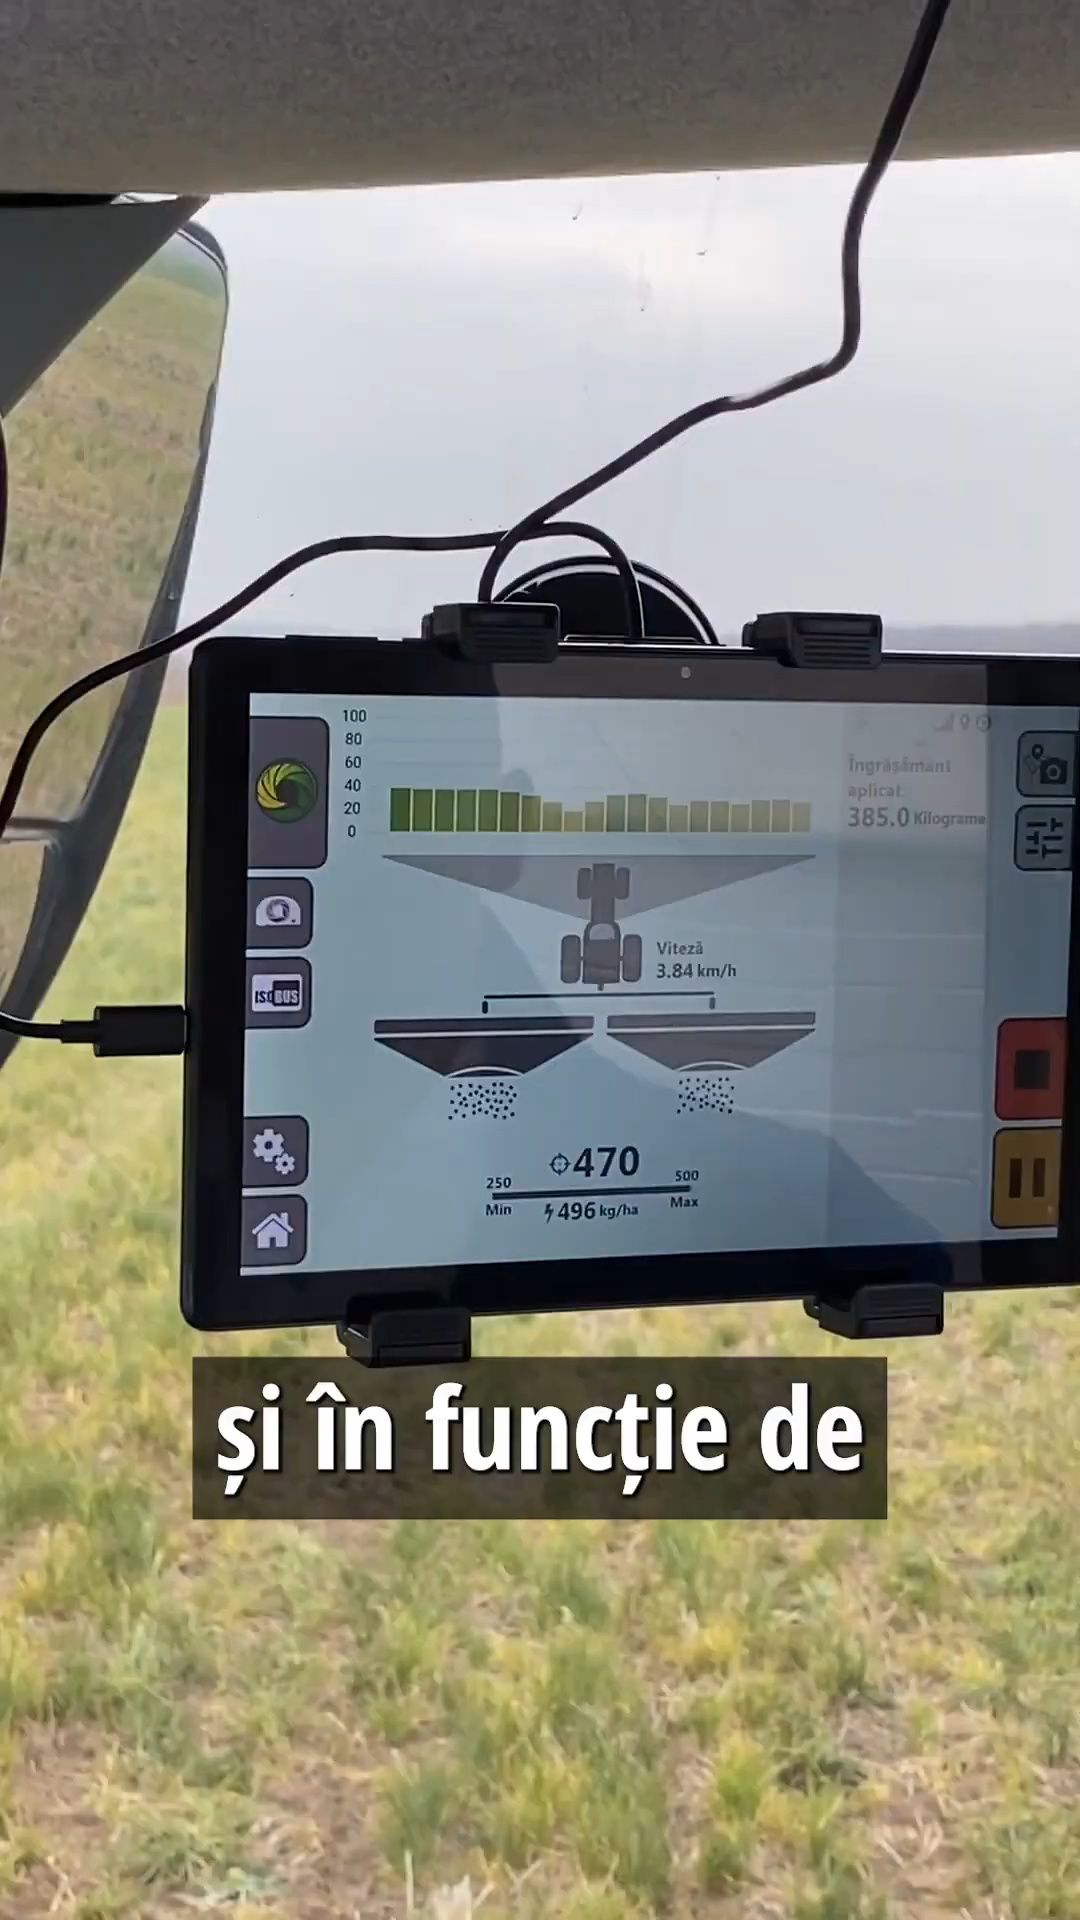 100
80
60
40
20
0
Îngrășământ
aplicat:
385.0 Kilograme
Viteză
3.84 km/h
ISOBUS
470
250
500
Min
496 kg/ha
Max
și în funcție de